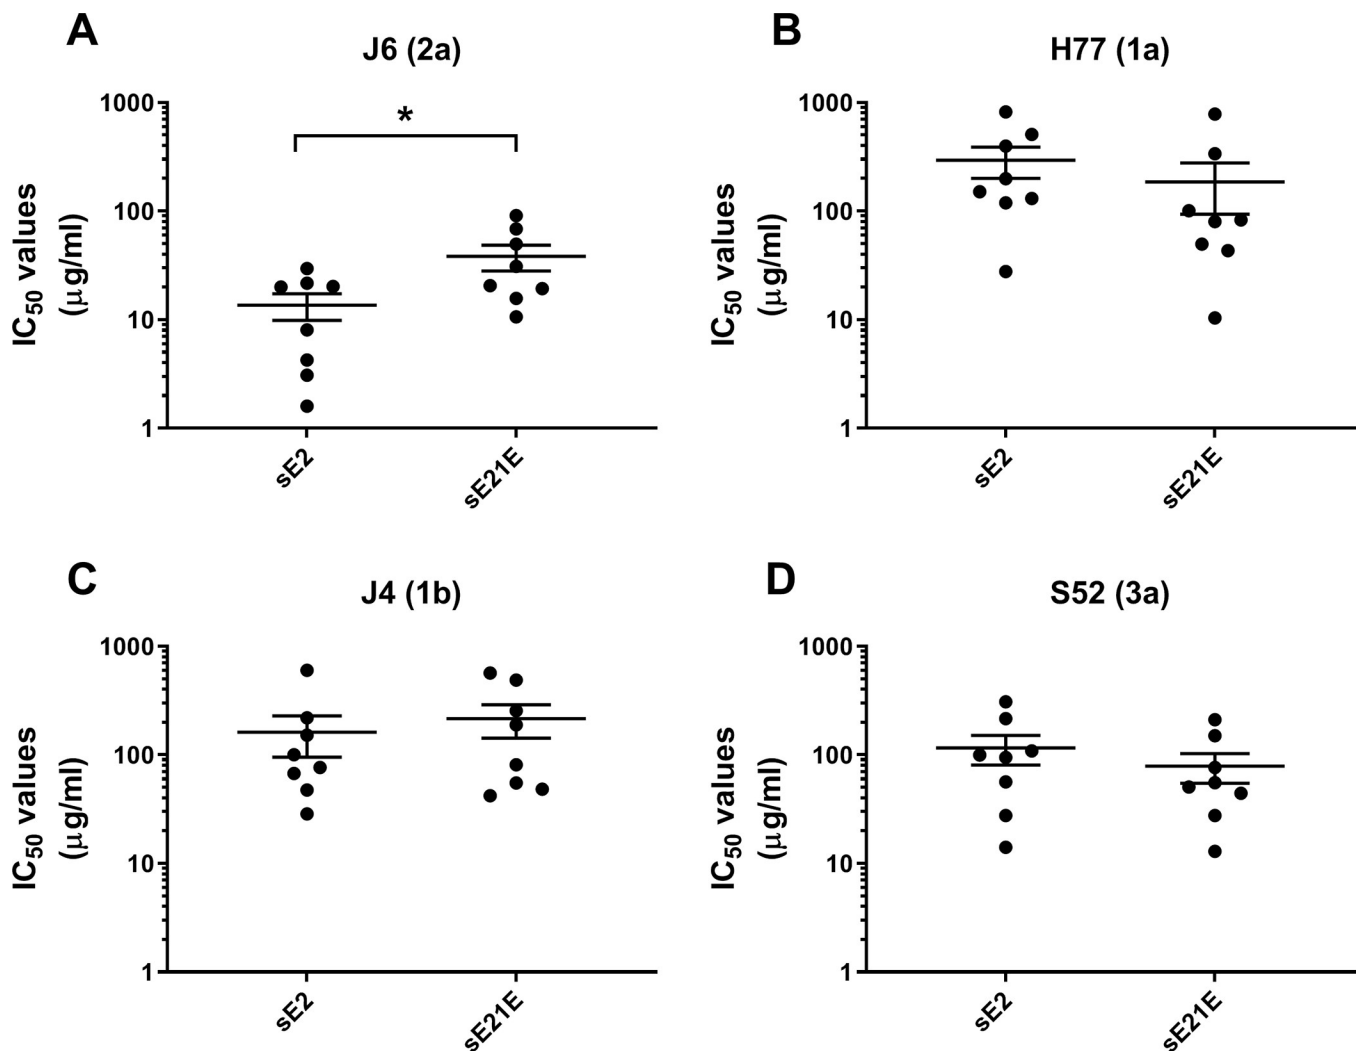 A
J6 (2a)
*
1000
100
10
1
IC50 values
(µg/ml)
sE2
sE21E
B
H77 (1a)
1000
100
10
1
IC50 values
(µg/ml)
sE2
sE21E
C
J4 (1b)
1000
100
10
1
IC50 values
(µg/ml)
sE2
sE21E
D
S52 (3a)
1000
100
10
1
IC50 values
(µg/ml)
sE2
sE21E